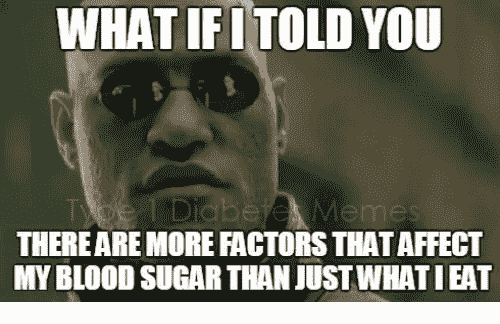 WHAT IF I TOLD YOU
Type 1 Diabetes Memes
THERE ARE MORE FACTORS THAT AFFECT
MY BLOOD SUGAR THAN JUST WHAT I EAT